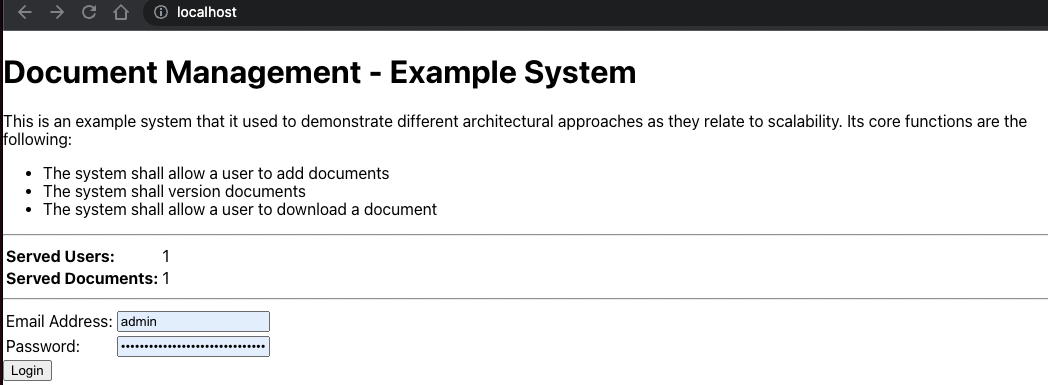 localhost
Document Management - Example System
This is an example system that it used to demonstrate different architectural approaches as they relate to scalability. Its core functions are the
following:
• The system shall allow a user to add documents
• The system shall version documents
• The system shall allow a user to download a document
Served Users: 1
Served Documents: 1
Email Address: admin
Password: ••••••••••••••••••••••••••••••
Login